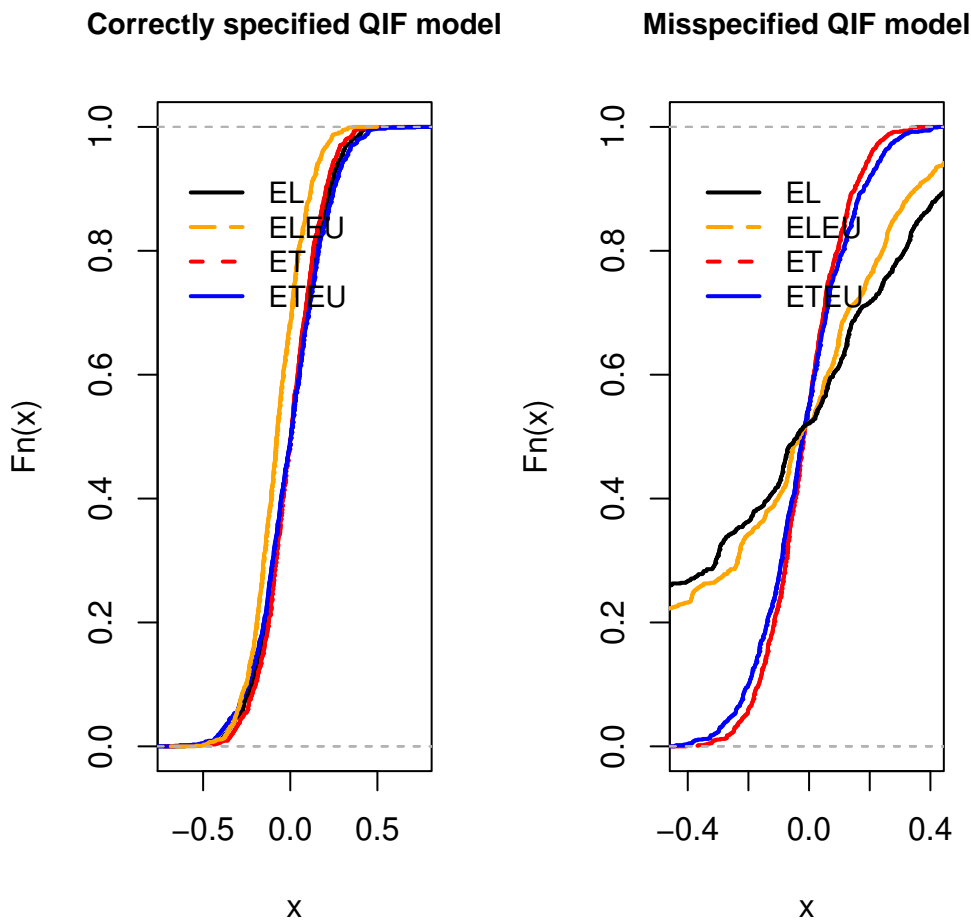 Correctly specified QIF model
Fn(x)
0.0 0.2 0.4 0.6 0.8 1.0
EL
ELEU
ET
ETEU
−0.5 0.0 0.5
x
Misspecified QIF model
Fn(x)
0.0 0.2 0.4 0.6 0.8 1.0
EL
ELEU
ET
ETEU
−0.4 0.0 0.4
x